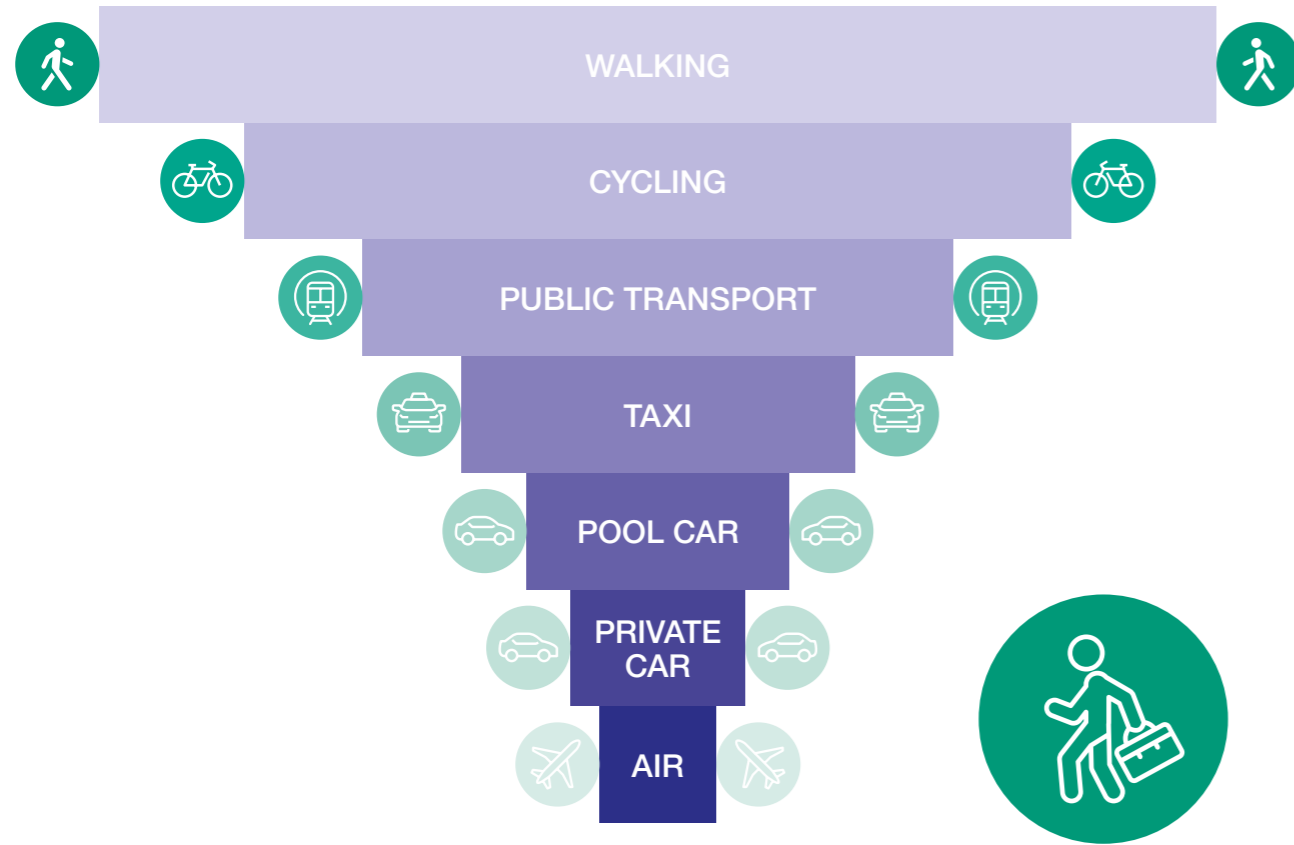 WALKING
CYCLING
PUBLIC TRANSPORT
TAXI
POOL CAR
PRIVATE
CAR
AIR